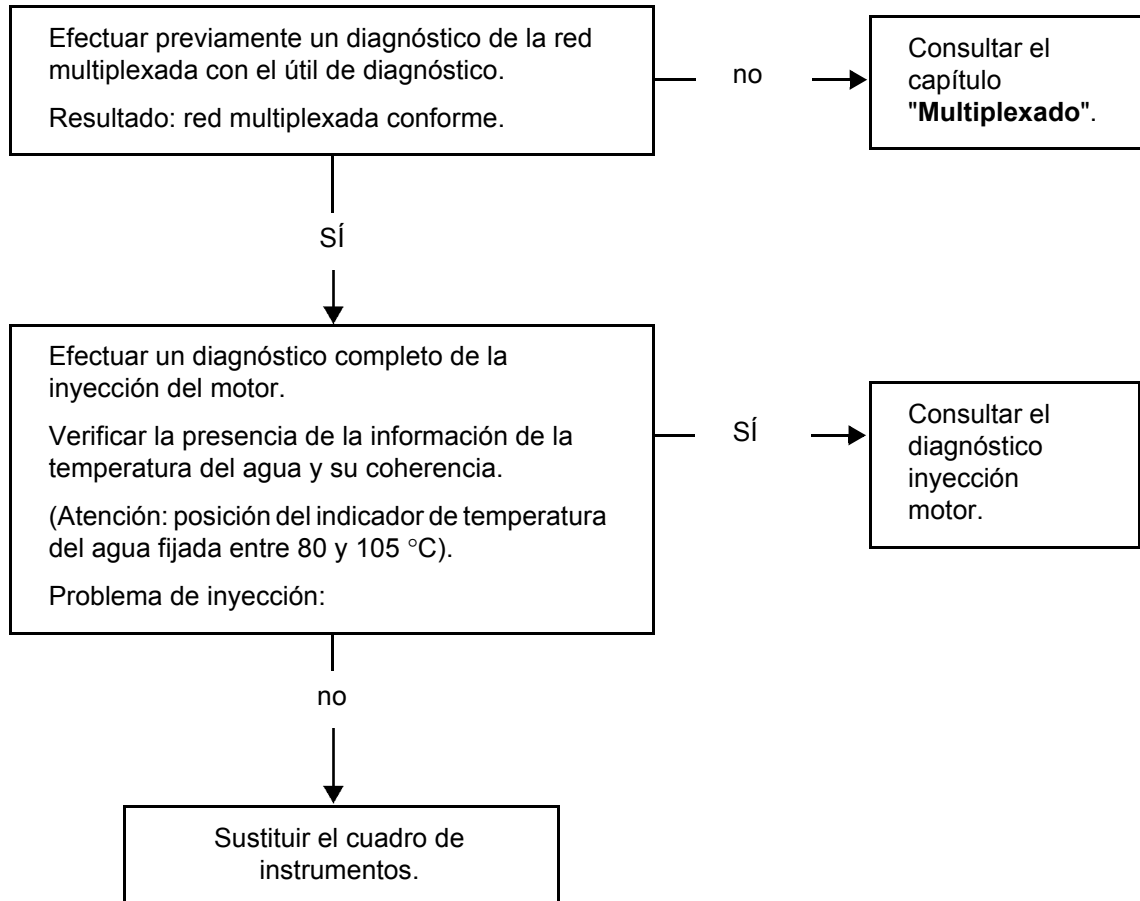 Efectuar previamente un diagnóstico de la red
multiplexada con el útil de diagnóstico.
Resultado: red multiplexada conforme.
no
Consultar el
capítulo
"Multiplexado".
SÍ
Efectuar un diagnóstico completo de la
inyección del motor.
Verificar la presencia de la información de la
temperatura del agua y su coherencia.
(Atención: posición del indicador de temperatura
del agua fijada entre 80 y 105 °C).
Problema de inyección:
SÍ
Consultar el
diagnóstico
inyección
motor.
no
Sustituir el cuadro de
instrumentos.